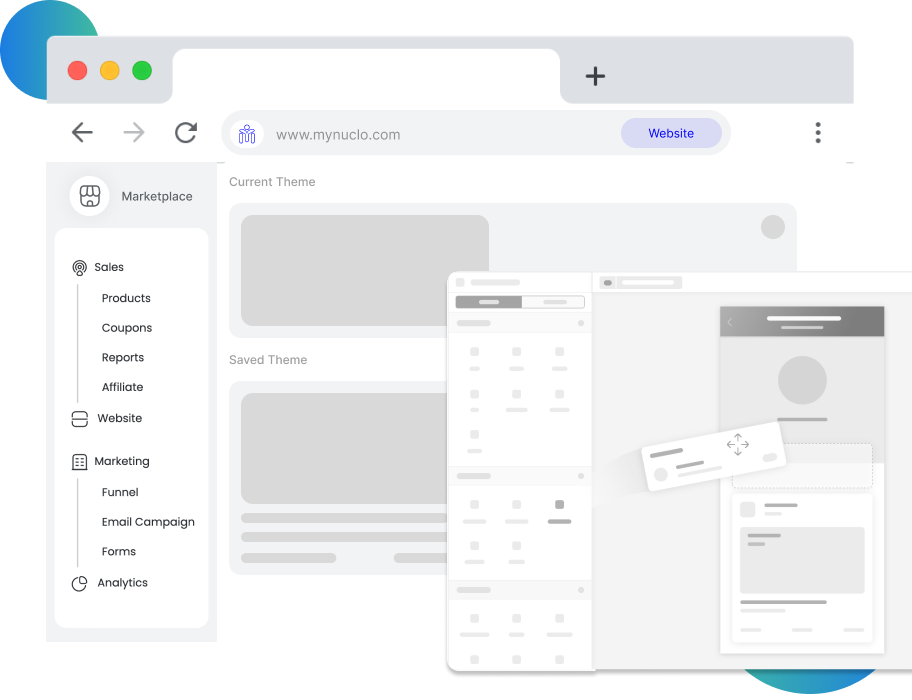 www.mynuclo.com
Website
Marketplace
Current Theme
Sales
Products
Coupons
Reports
Saved Theme
Affiliate
Website
Marketing
Funnel
Email Campaign
Forms
Analytics